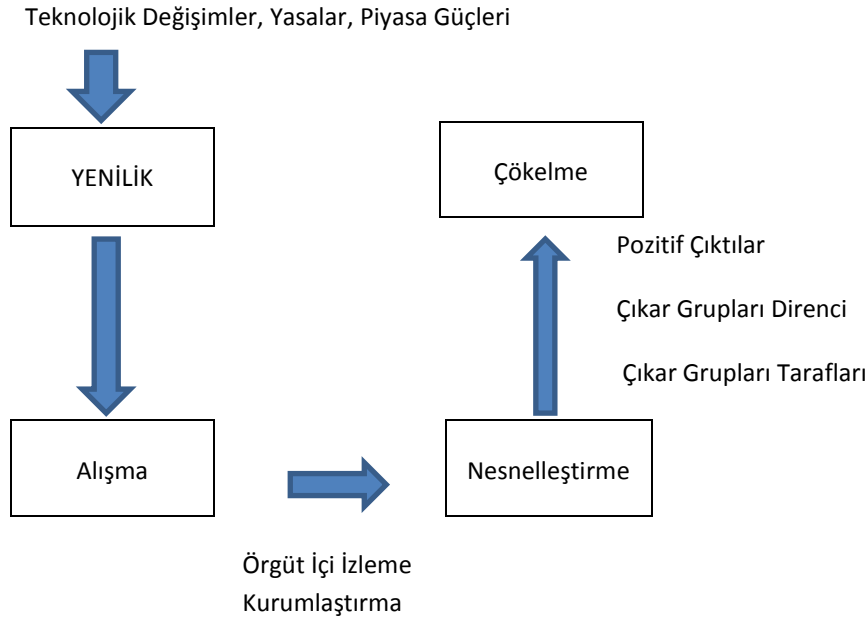 Teknolojik Değişimler, Yasalar, Piyasa Güçleri
YENİLİK
Çökelme
Pozitif Çıktılar
Çıkar Grupları Direnci
Çıkar Grupları Tarafları
Alışma
Nesnelleştirme
Örgüt İçi İzleme
Kurumlaştırma